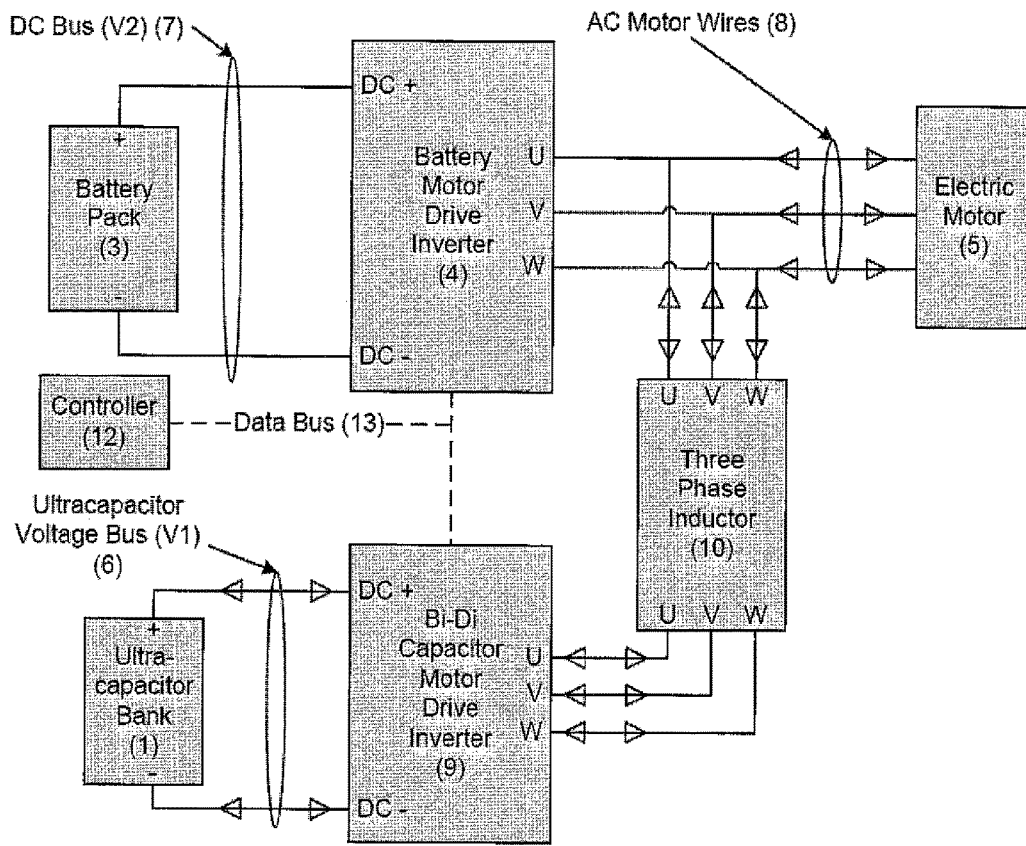 DC Bus (V2) (7)
AC Motor Wires (8)
DC +
+
Battery
Pack
(3)
-
Battery
Motor
Drive
Inverter
(4)
U
V
W
DC -
Electric
Motor
(5)
Controller
(12)
Data Bus (13)
U V W
Three
Phase
Inductor
(10)
U V W
Ultracapacitor
Voltage Bus (V1)
(6)
DC +
+
Ultra-
capacitor
Bank
(1)
-
Bi-Di
Capacitor
Motor
Drive
Inverter
(9)
U
V
W
DC -